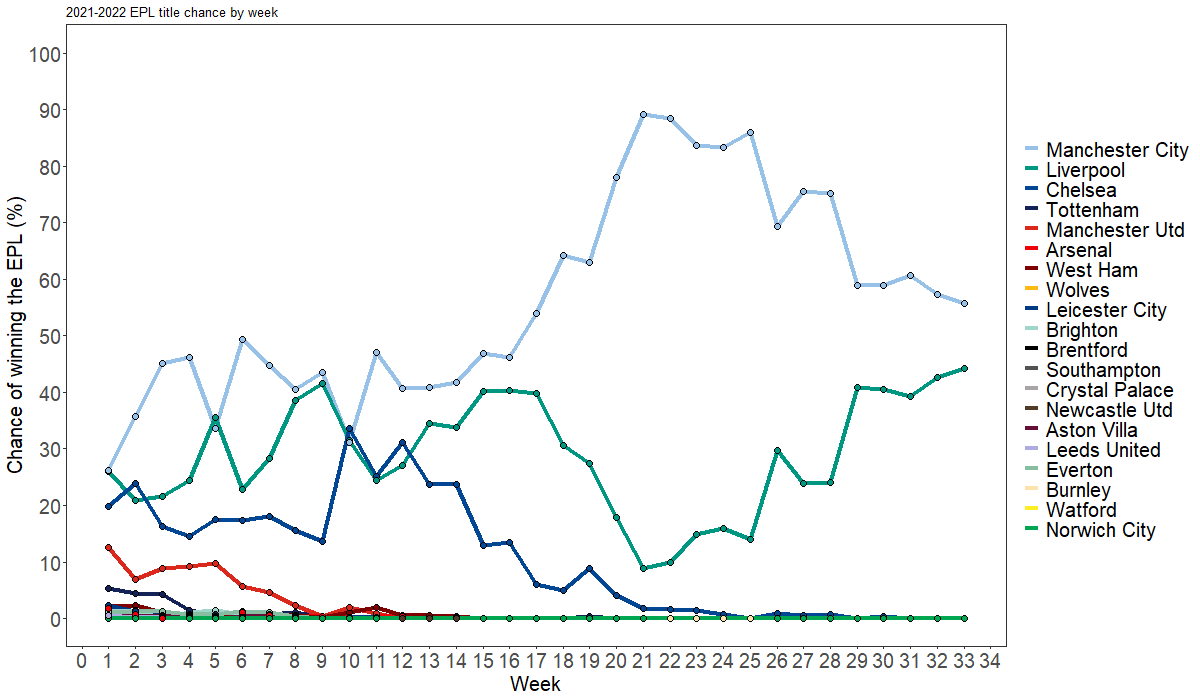 2021-2022 EPL title chance by week
100
90
80
70
60
50
40
30
20
10
0
Chance of winning the EPL (%)
0 1 2 3 4 5 6 7 8 9 10 11 12 13 14 15 16 17 18 19 20 21 22 23 24 25 26 27 28 29 30 31 32 33 34
Week
Manchester City
Liverpool
Chelsea
Tottenham
Manchester Utd
Arsenal
West Ham
Wolves
Leicester City
Brighton
Brentford
Southampton
Crystal Palace
Newcastle Utd
Aston Villa
Leeds United
Everton
Burnley
Watford
Norwich City